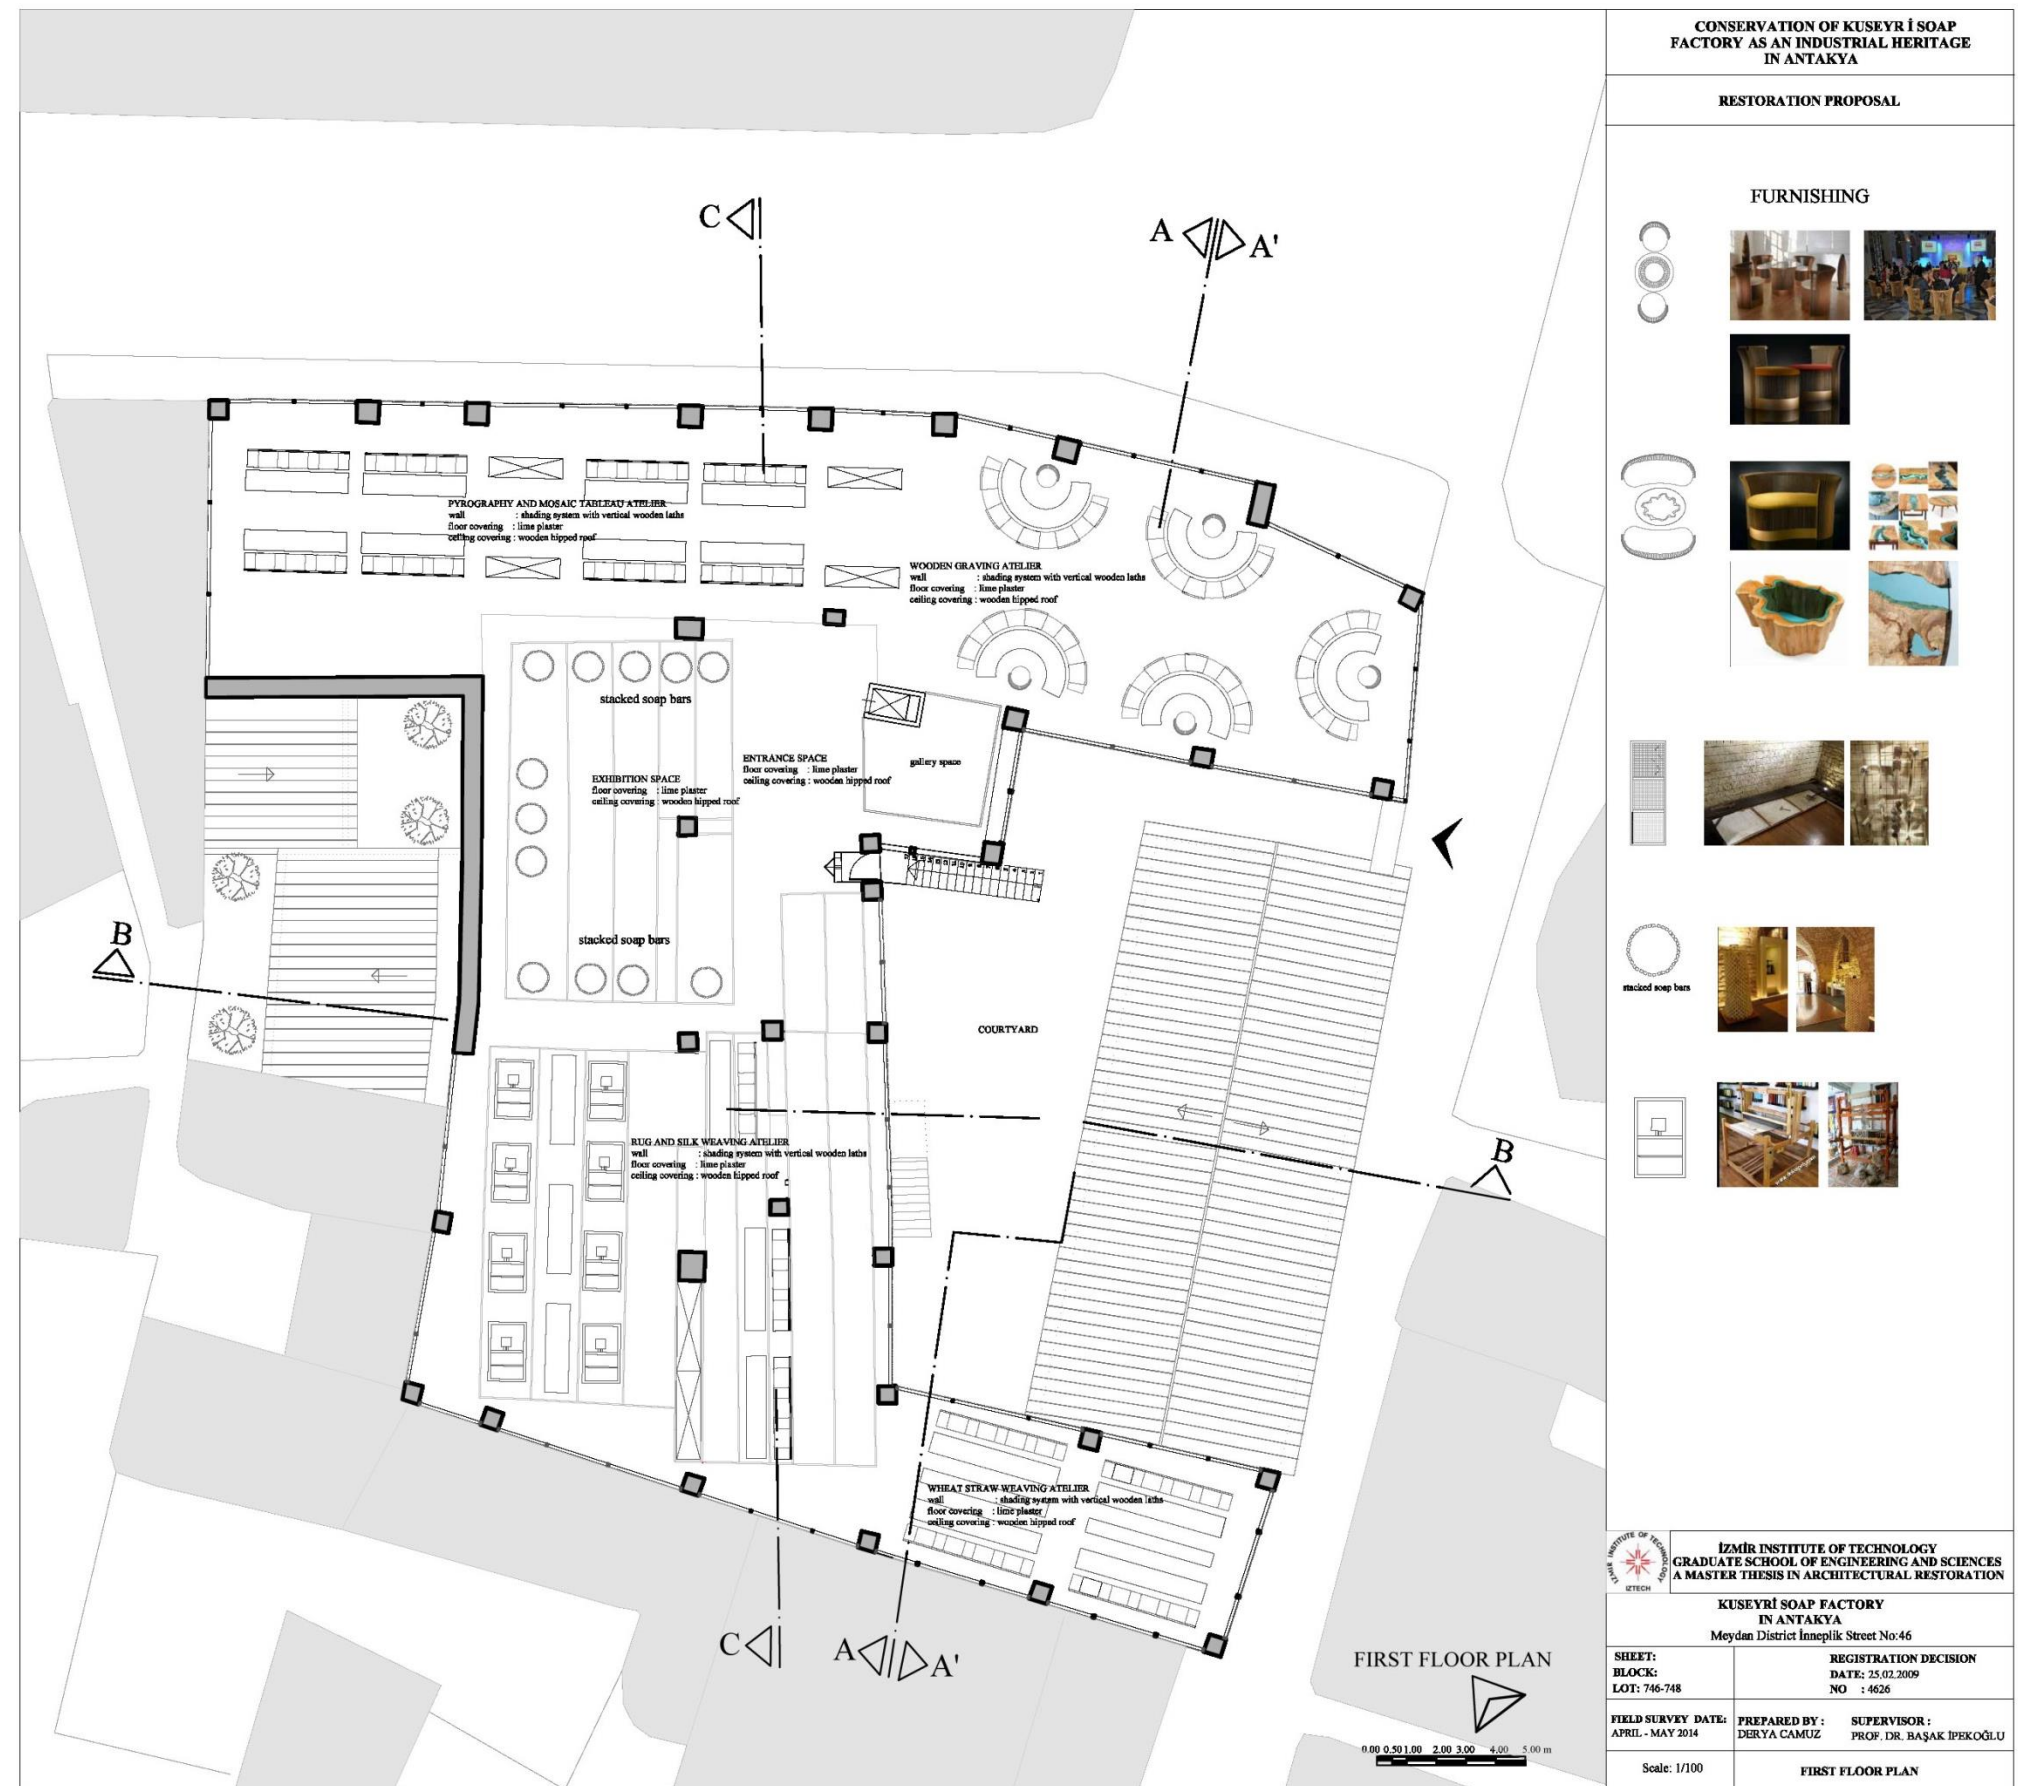 CONSERVATION OF KUSEYR İ SOAP
FACTORY AS AN INDUSTRIAL HERITAGE
IN ANTAKYA
RESTORATION PROPOSAL
FURNISHING
stacked soap bars
C
A
A'
PYROGRAPHY AND MOSAIC TABLEAU ATELIER
wall : shading system with vertical wooden laths
floor covering : lime plaster
ceiling covering : wooden hipped roof
WOODEN GRAVING ATELIER
wall : shading system with vertical wooden laths
floor covering : lime plaster
ceiling covering : wooden hipped roof
stacked soap bars
ENTRANCE SPACE
floor covering : lime plaster
ceiling covering : wooden hipped roof
gallery space
EXHIBITION SPACE
floor covering : lime plaster
ceiling covering : wooden hipped roof
stacked soap bars
B
COURTYARD
RUG AND SILK WEAVING ATELIER
wall : shading system with vertical wooden laths
floor covering : lime plaster
ceiling covering : wooden hipped roof
B
WHEAT STRAW WEAVING ATELIER
wall : shading system with vertical wooden laths
floor covering : lime plaster
ceiling covering : wooden hipped roof
C
A
A'
FIRST FLOOR PLAN
0.00 0.50 1.00 2.00 3.00 4.00 5.00 m
IZMIR INSTITUTE OF TECHNOLOGY
IZTECH
İZMİR INSTITUTE OF TECHNOLOGY
GRADUATE SCHOOL OF ENGINEERING AND SCIENCES
A MASTER THESIS IN ARCHITECTURAL RESTORATION
KUSEYRİ SOAP FACTORY
IN ANTAKYA
Meydan District İnneplik Street No:46
SHEET:
BLOCK:
LOT: 746-748
REGISTRATION DECISION
DATE: 25.02.2009
NO : 4626
FIELD SURVEY DATE:
APRIL - MAY 2014
PREPARED BY :
DERYA CAMUZ
SUPERVISOR :
PROF. DR. BAŞAK İPEKOĞLU
Scale: 1/100
FIRST FLOOR PLAN